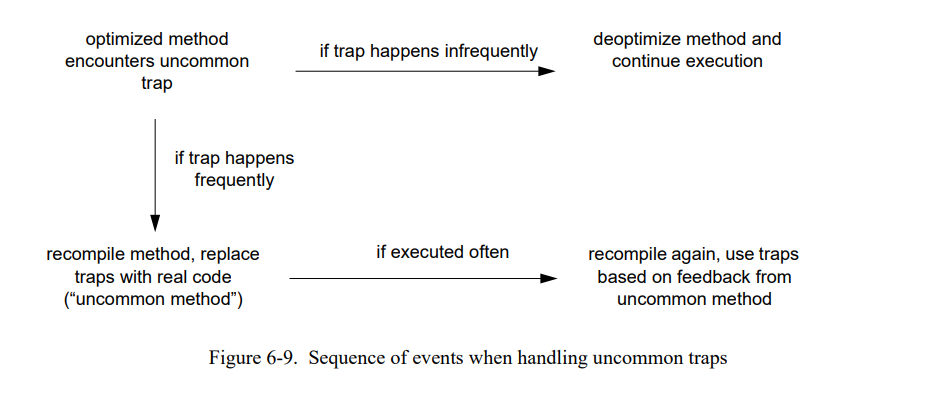 optimized method
encounters uncommon
trap
if trap happens infrequently
deoptimize method and
continue execution
if trap happens
frequently
recompile method, replace
traps with real code
(“uncommon method”)
if executed often
recompile again, use traps
based on feedback from
uncommon method
Figure 6-9.  Sequence of events when handling uncommon traps